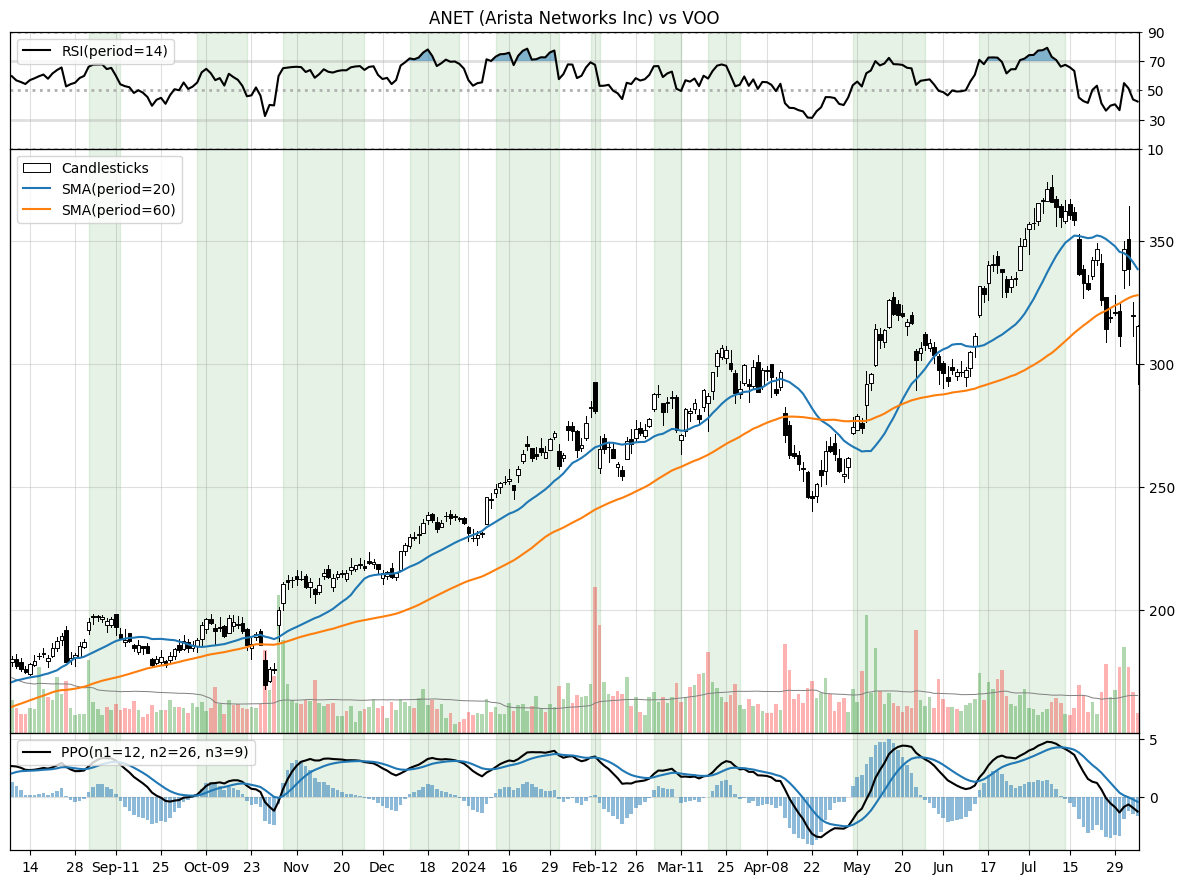 ANET (Arista Networks Inc) vs VOO
RSI(period=14)
90
70
50
30
10
Candlesticks
SMA(period=20)
SMA(period=60)
350
300
250
200
PPO(n1=12, n2=26, n3=9)
5
0
14 28 Sep-11 25 Oct-09 23 Nov 20 Dec 18 2024 16 29 Feb-12 26 Mar-11 25 Apr-08 22 May 20 Jun 17 Jul 15 29